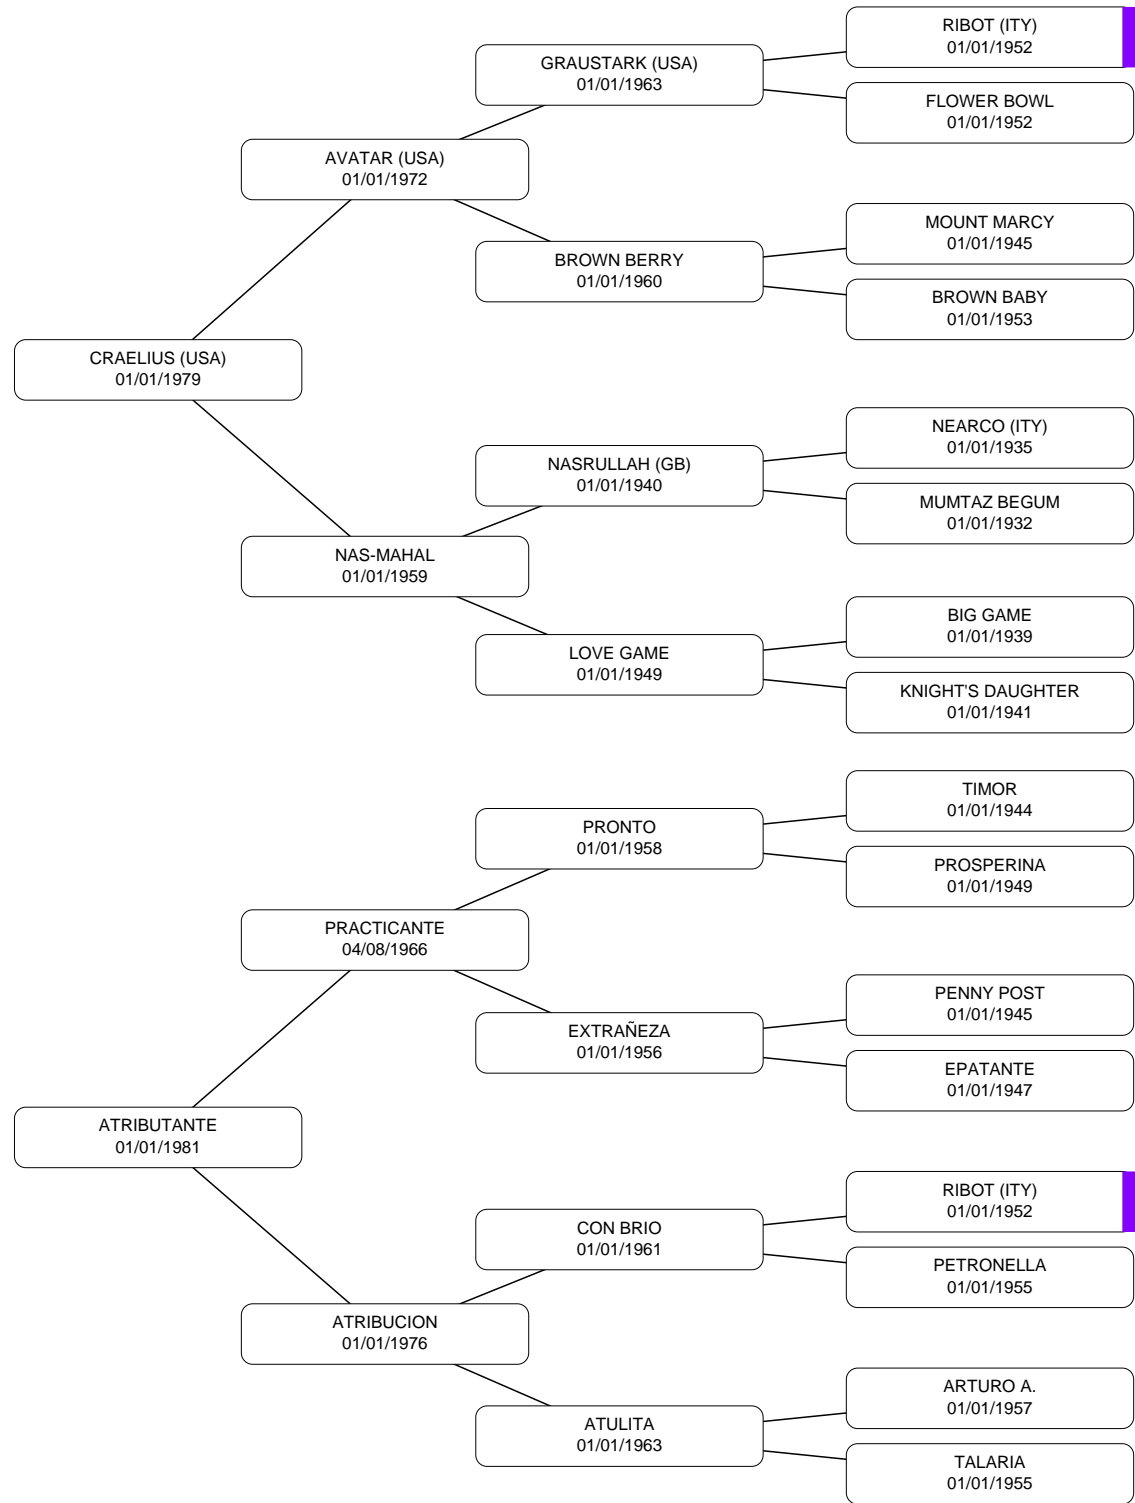 RIBOT (ITY)
01/01/1952
GRAUSTARK (USA)
01/01/1963
FLOWER BOWL
01/01/1952
AVATAR (USA)
01/01/1972
MOUNT MARCY
01/01/1945
BROWN BERRY
01/01/1960
BROWN BABY
01/01/1953
CRAELIUS (USA)
01/01/1979
NEARCO (ITY)
01/01/1935
NASRULLAH (GB)
01/01/1940
MUMTAZ BEGUM
01/01/1932
NAS-MAHAL
01/01/1959
BIG GAME
01/01/1939
LOVE GAME
01/01/1949
KNIGHT'S DAUGHTER
01/01/1941
TIMOR
01/01/1944
PRONTO
01/01/1958
PROSPERINA
01/01/1949
PRACTICANTE
04/08/1966
PENNY POST
01/01/1945
EXTRAÑEZA
01/01/1956
EPATANTE
01/01/1947
ATRIBUTANTE
01/01/1981
RIBOT (ITY)
01/01/1952
CON BRIO
01/01/1961
PETRONELLA
01/01/1955
ATRIBUCION
01/01/1976
ARTURO A.
01/01/1957
ATULITA
01/01/1963
TALARIA
01/01/1955